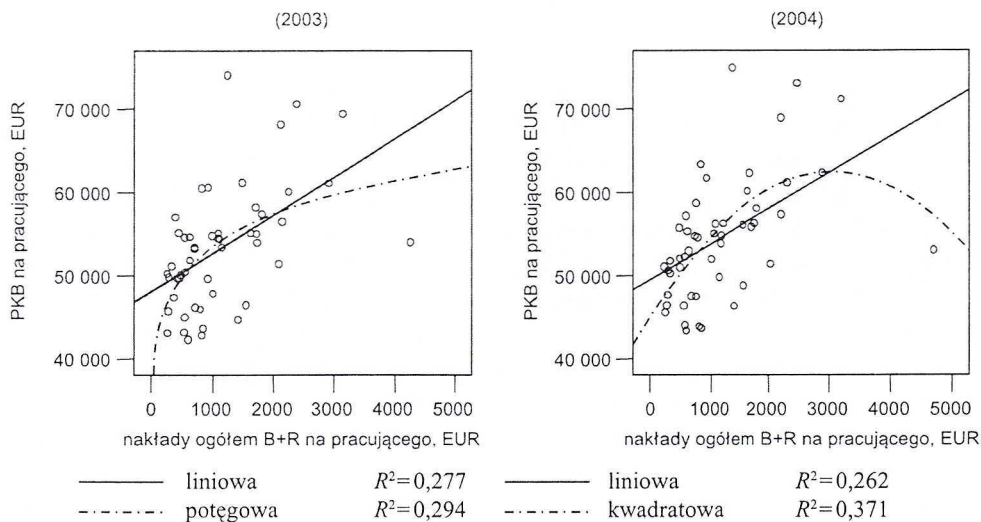 (2003)
PKB na pracującego, EUR
70 000
60 000
50 000
40 000
0 1000 2000 3000 4000 5000
nakłady ogółem B+R na pracującego, EUR
liniowa R²=0,277
potęgowa R²=0,294
(2004)
PKB na pracującego, EUR
70 000
60 000
50 000
40 000
0 1000 2000 3000 4000 5000
nakłady ogółem B+R na pracującego, EUR
liniowa R²=0,262
kwadratowa R²=0,371